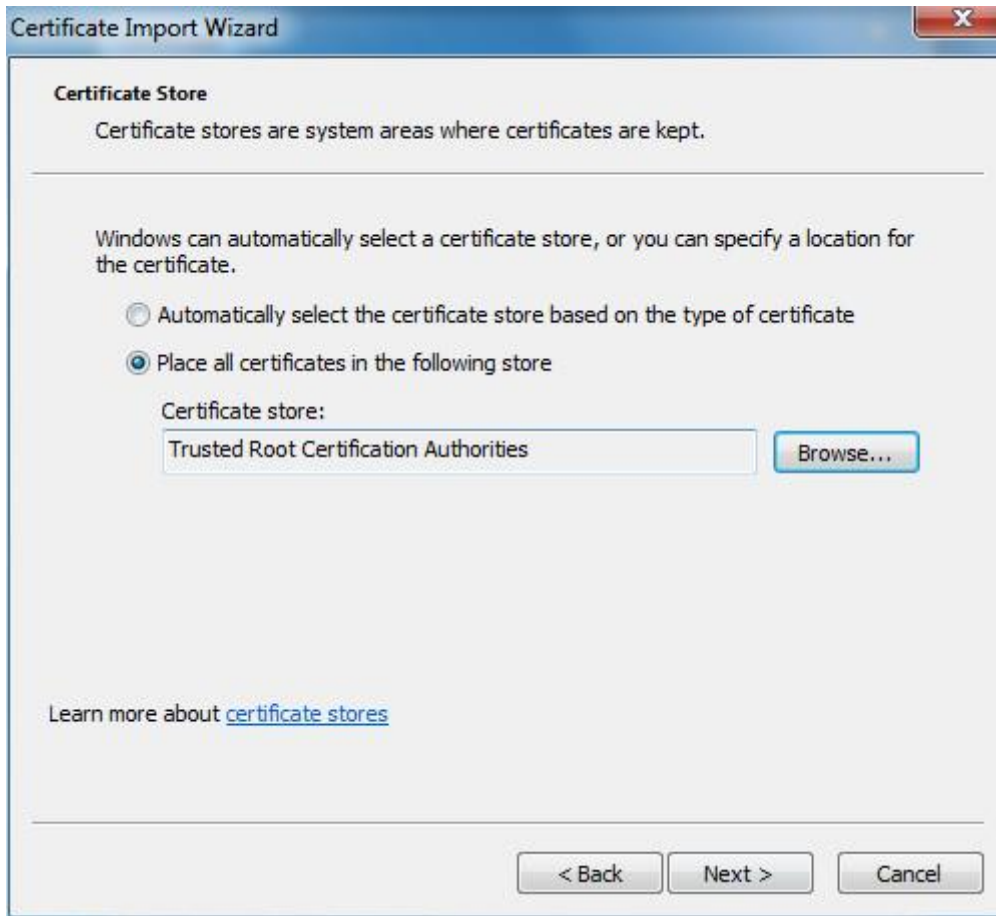 Certificate Import Wizard
Certificate Store
Certificate stores are system areas where certificates are kept.
Windows can automatically select a certificate store, or you can specify a location for
the certificate.
Automatically select the certificate store based on the type of certificate
Place all certificates in the following store
Certificate store:
Trusted Root Certification Authorities
Browse...
Learn more about certificate stores
< Back Next > Cancel